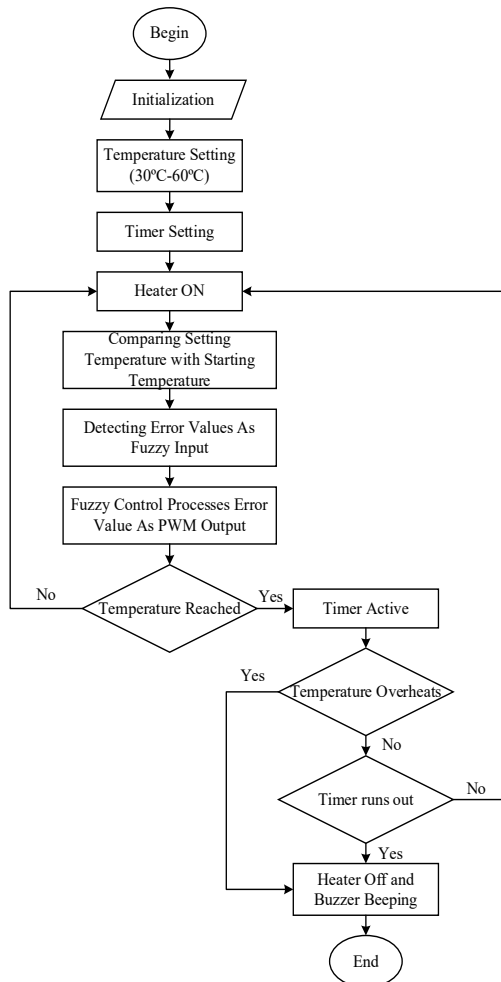 Begin
Initialization
Temperature Setting
(30ºC-60ºC)
Timer Setting
Heater ON
Comparing Setting
Temperature with Starting
Temperature
Detecting Error Values As
Fuzzy Input
Fuzzy Control Processes Error
Value As PWM Output
No
Temperature Reached
Yes
Timer Active
Yes
Temperature Overheats
No
Timer runs out
No
Yes
Heater Off and
Buzzer Beeping
End